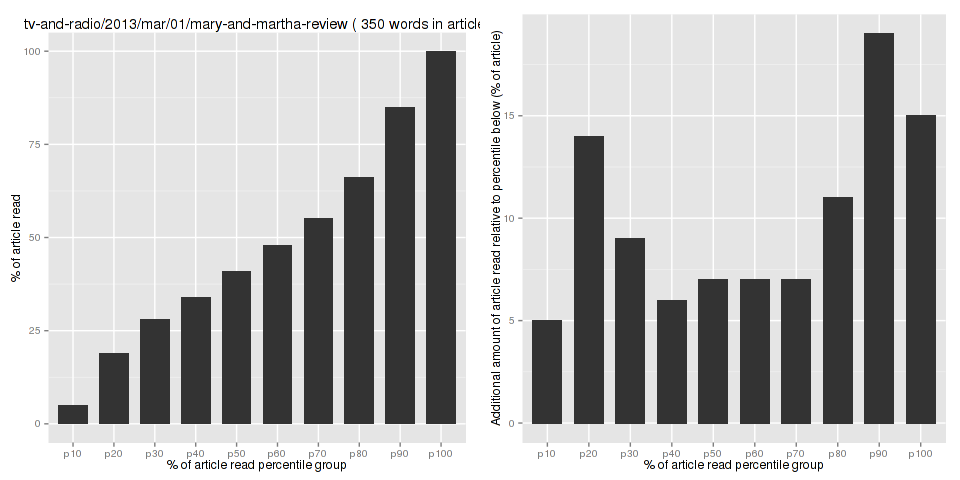 tv-and-radio/2013/mar/01/mary-and-martha-review ( 350 words in article
% of article read
100
75
50
25
0
p10 p20 p30 p40 p50 p60 p70 p80 p90 p100
% of article read percentile group
Additional amount of article read relative to percentile below (% of article)
15
10
5
0
p10 p20 p30 p40 p50 p60 p70 p80 p90 p100
% of article read percentile group